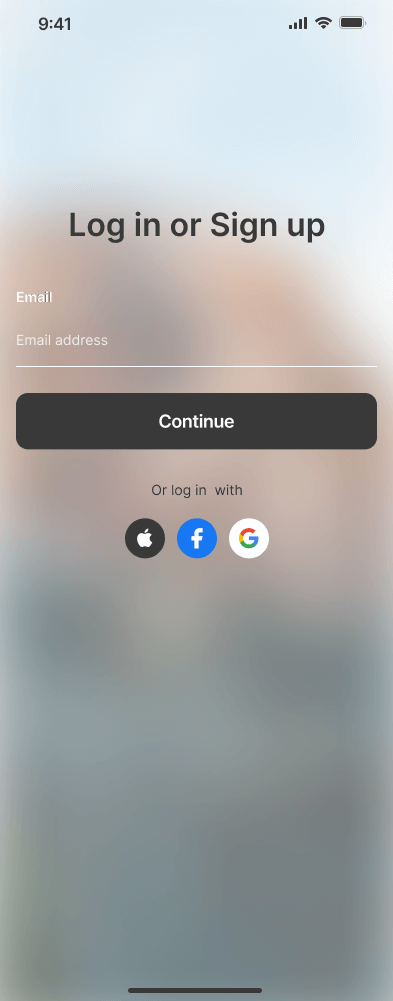 9:41
Log in or Sign up
Email
Email address
Continue
Or log in  with